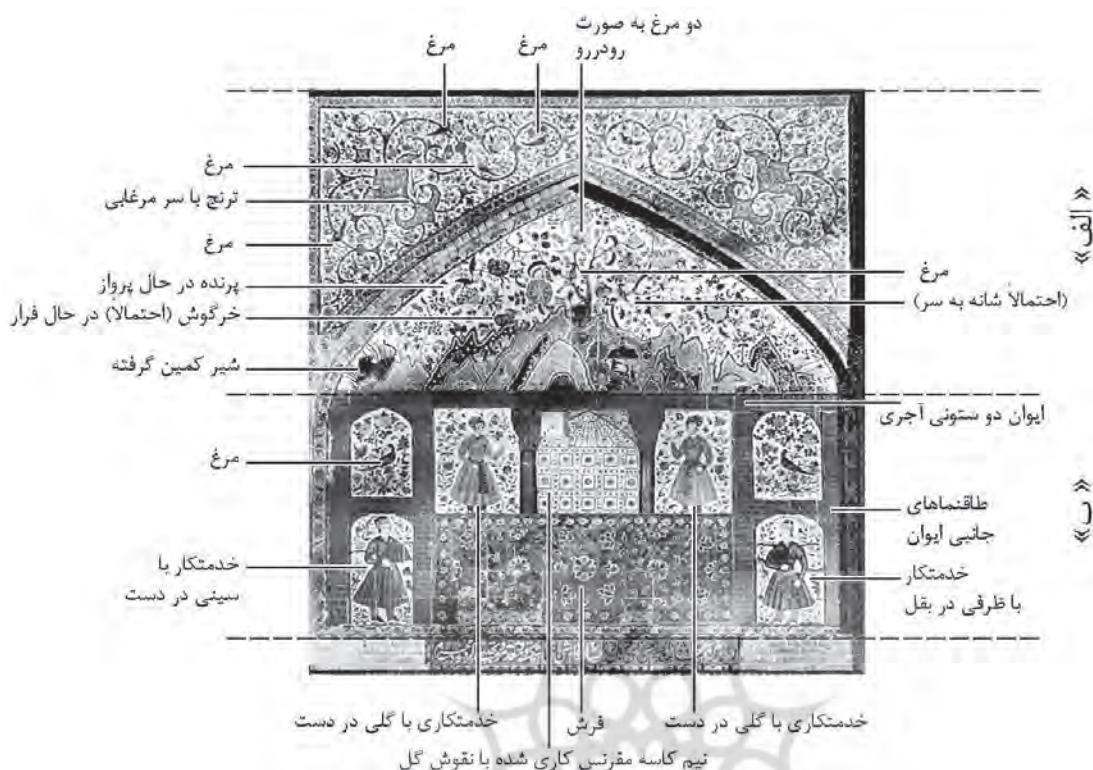 دو مرغ به صورت
رودررو
مرغ
مرغ
مرغ
ترنج با سر مرغابی
مرغ
پرنده در حال پرواز
خرگوش (احتمالاً) در حال فرار
شیر کمین گرفته
مرغ
(احتمالاً شانه به سر)
«الف»
ایوان دو ستونی آجری
مرغ
طاقنماهای
جانبی ایوان
«ب»
خدمتکار با
سینی در دست
خدمتکار
با ظرفی در بغل
خدمتکاری با گلی در دست
فرش
خدمتکاری با گلی در دست
نیم کاسه مقرنس کاری شده با نقوش گل